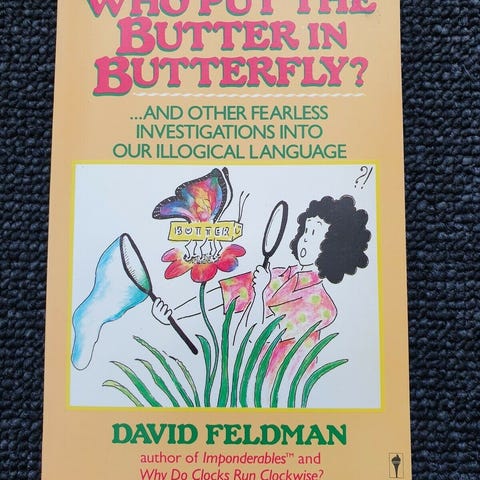 WHO PUT THE
BUTTER IN
BUTTERFLY?
...AND OTHER FEARLESS
INVESTIGATIONS INTO
OUR ILLOGICAL LANGUAGE
?!
BUTTER
DAVID FELDMAN
author of Imponderables™ and
Why Do Clocks Run Clockwise?